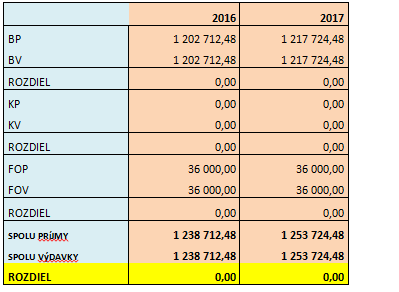 2016 2017
BP 1 202 712,48 1 217 724,48
BV 1 202 712,48 1 217 724,48
ROZDIEL 0,00 0,00
KP 0,00 0,00
KV 0,00 0,00
ROZDIEL 0,00 0,00
FOP 36 000,00 36 000,00
FOV 36 000,00 36 000,00
ROZDIEL 0,00 0,00
SPOLU PRÍJMY 1 238 712,48 1 253 724,48
SPOLU VÝDAVKY 1 238 712,48 1 253 724,48
ROZDIEL 0,00 0,00